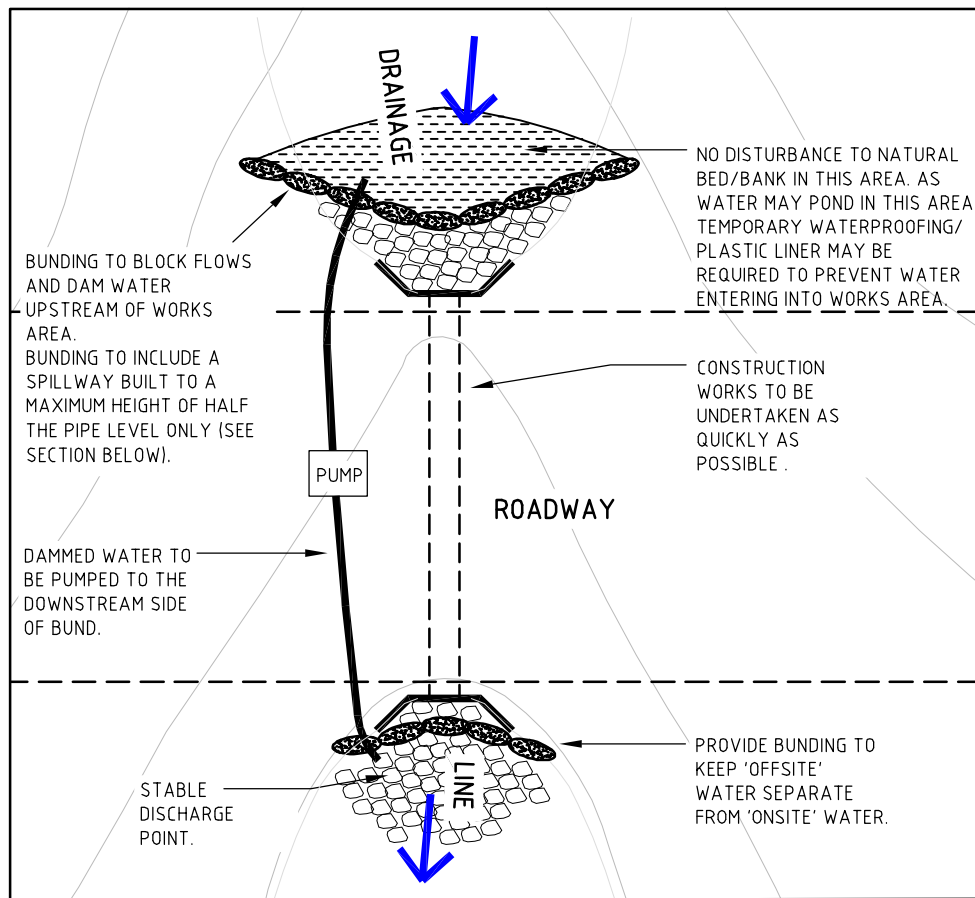 DRAINAGE
NO DISTURBANCE TO NATURAL
BED/BANK IN THIS AREA. AS
WATER MAY POND IN THIS AREA
TEMPORARY WATERPROOFING/
PLASTIC LINER MAY BE
REQUIRED TO PREVENT WATER
ENTERING INTO WORKS AREA.
BUNDING TO BLOCK FLOWS
AND DAM WATER
UPSTREAM OF WORKS
AREA.
BUNDING TO INCLUDE A
SPILLWAY BUILT TO A
MAXIMUM HEIGHT OF HALF
THE PIPE LEVEL ONLY (SEE
SECTION BELOW).
CONSTRUCTION
WORKS TO BE
UNDERTAKEN AS
QUICKLY AS
POSSIBLE .
PUMP
ROADWAY
DAMMED WATER TO
BE PUMPED TO THE
DOWNSTREAM SIDE
OF BUND.
PROVIDE BUNDING TO
KEEP 'OFFSITE'
WATER SEPARATE
FROM 'ONSITE' WATER.
LINE
STABLE
DISCHARGE
POINT.